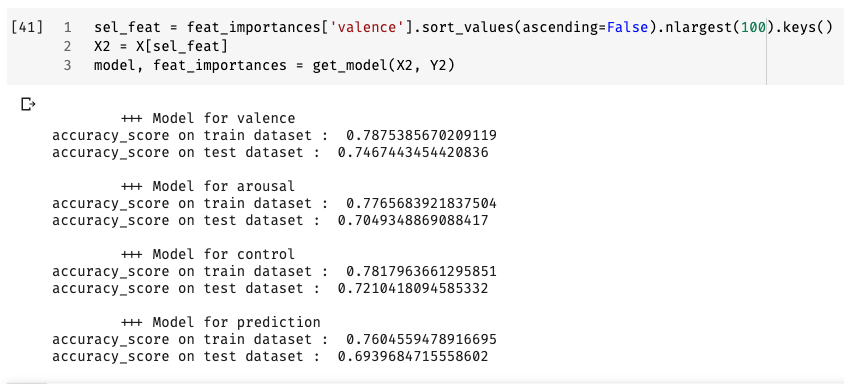 [41] 1 sel_feat = feat_importances['valence'].sort_values(ascending=False).nlargest(100).keys()
2 X2 = X[sel_feat]
3 model, feat_importances = get_model(X2, Y2)
+++ Model for valence
accuracy_score on train dataset :  0.7875385670209119
accuracy_score on test dataset :  0.7467443454420836
+++ Model for arousal
accuracy_score on train dataset :  0.7765683921837504
accuracy_score on test dataset :  0.7049348869088417
+++ Model for control
accuracy_score on train dataset :  0.7817963661295851
accuracy_score on test dataset :  0.7210418094585332
+++ Model for prediction
accuracy_score on train dataset :  0.7604559478916695
accuracy_score on test dataset :  0.6939684715558602